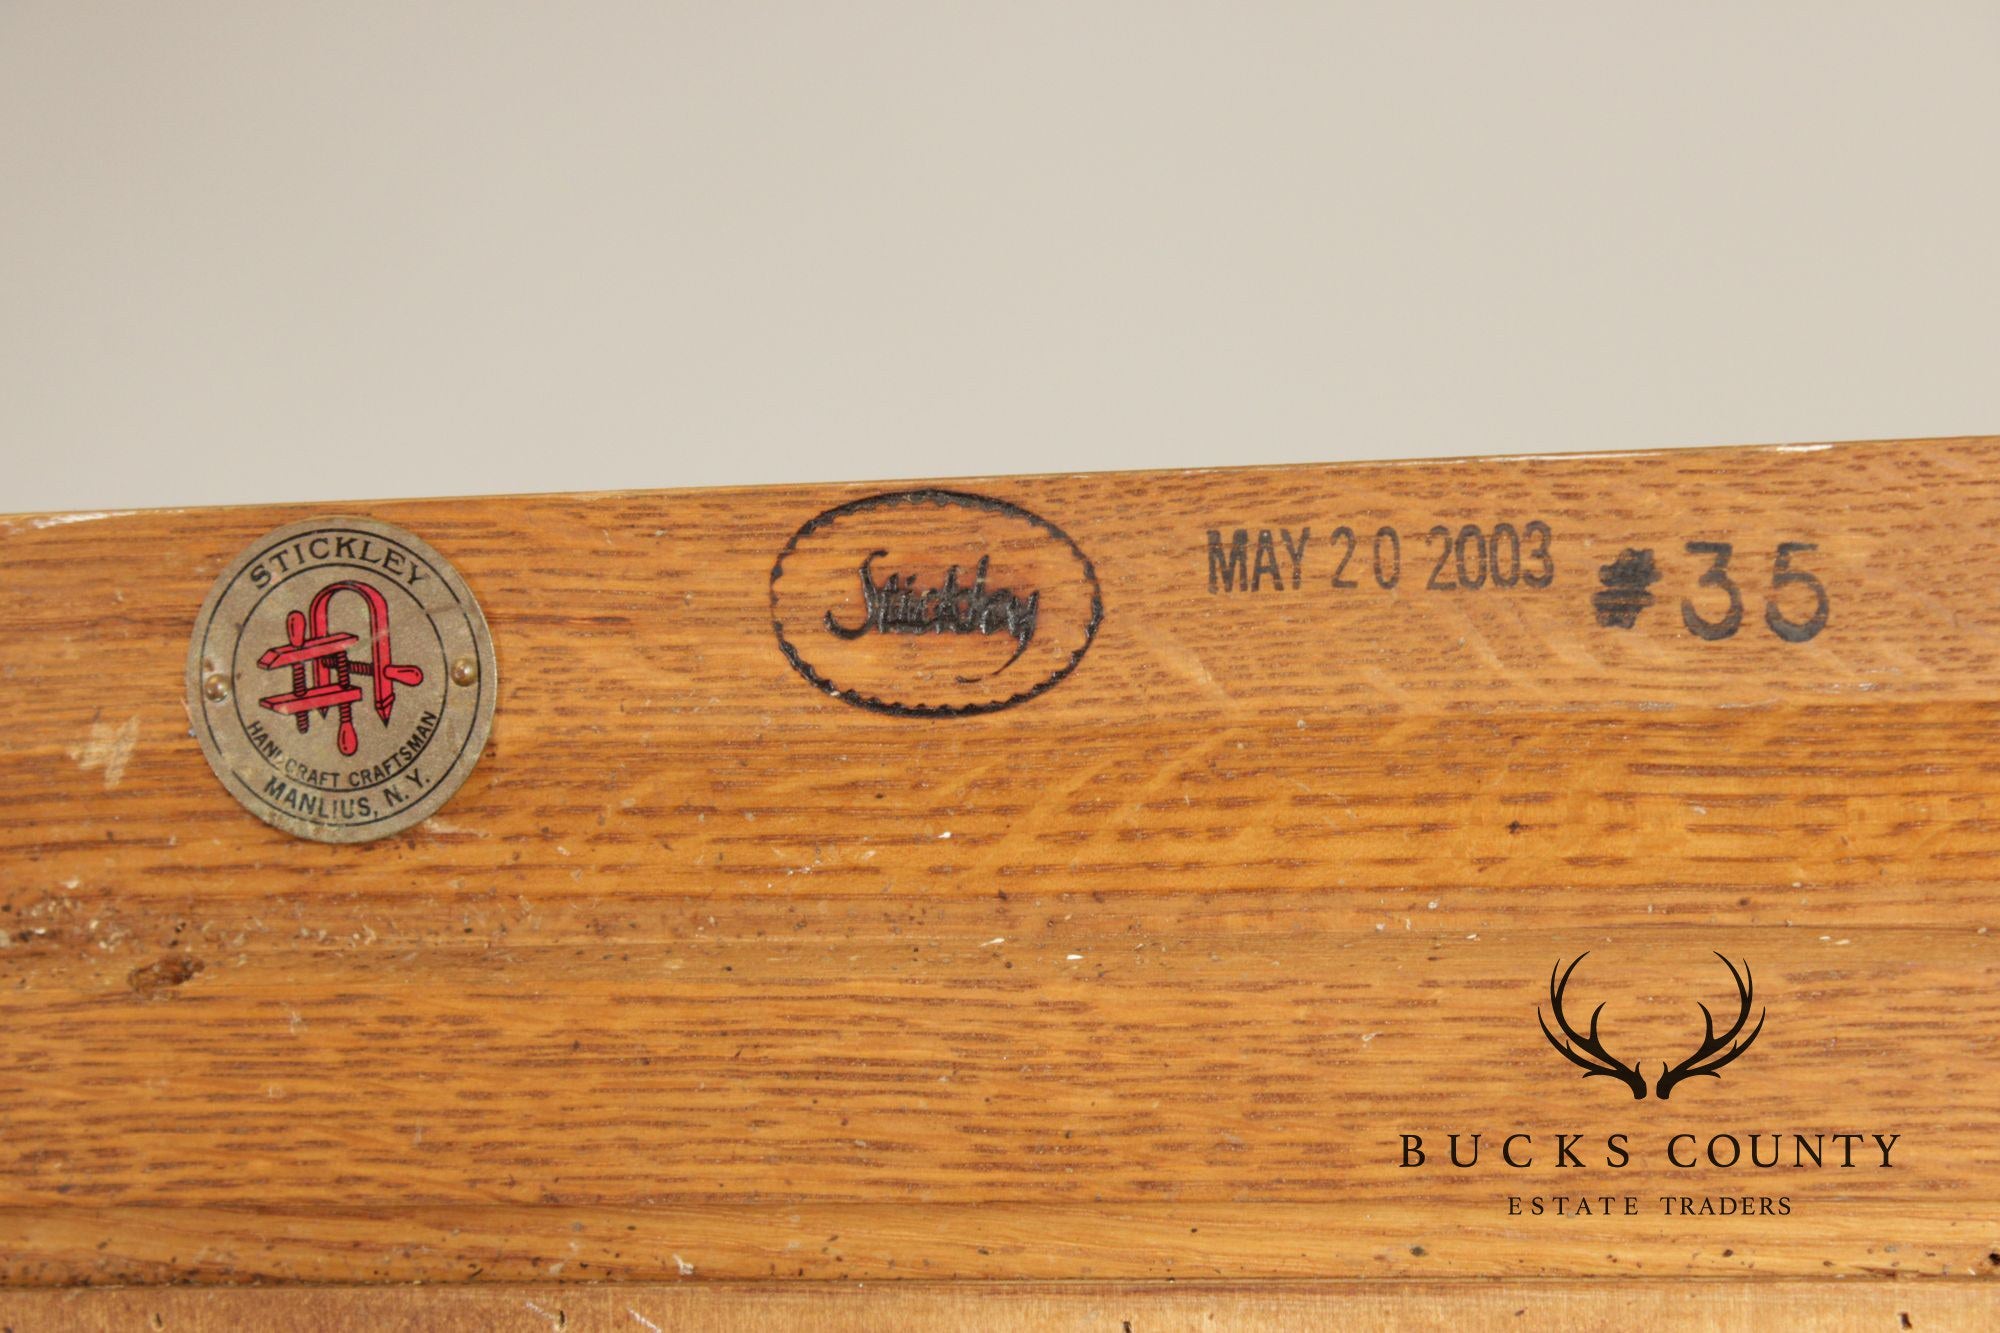 STICKLEY
HANDCRAFT CRAFTSMAN
MANLIUS, N.Y.
Stickley
MAY 20 2003 #35
BUCKS COUNTY
ESTATE TRADERS